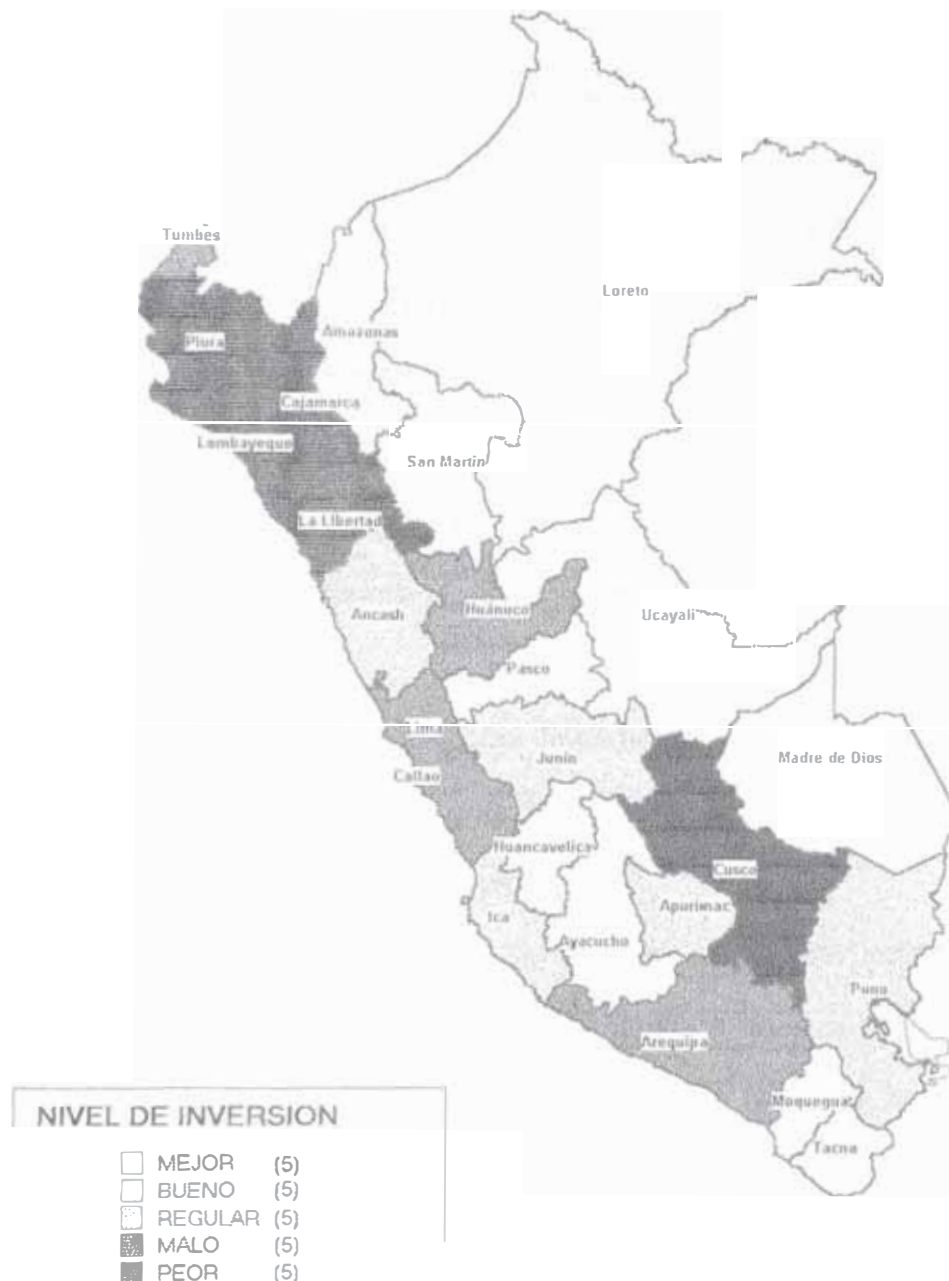 Tumbes
Loreto
Amazonas
Piura
Cajamarca
Lambayeque
San Martín
La Libertad
Huánuco
Ancash
Ucayali
Pasco
Lima
Junín
Madre de Dios
Callao
Huancavelica
Cusco
Apurimac
Ica
Ayacucho
Puno
Arequipa
Moquegua
Tacna
NIVEL DE INVERSION
MEJOR (5)
BUENO (5)
REGULAR (5)
MALO (5)
PEOR (5)